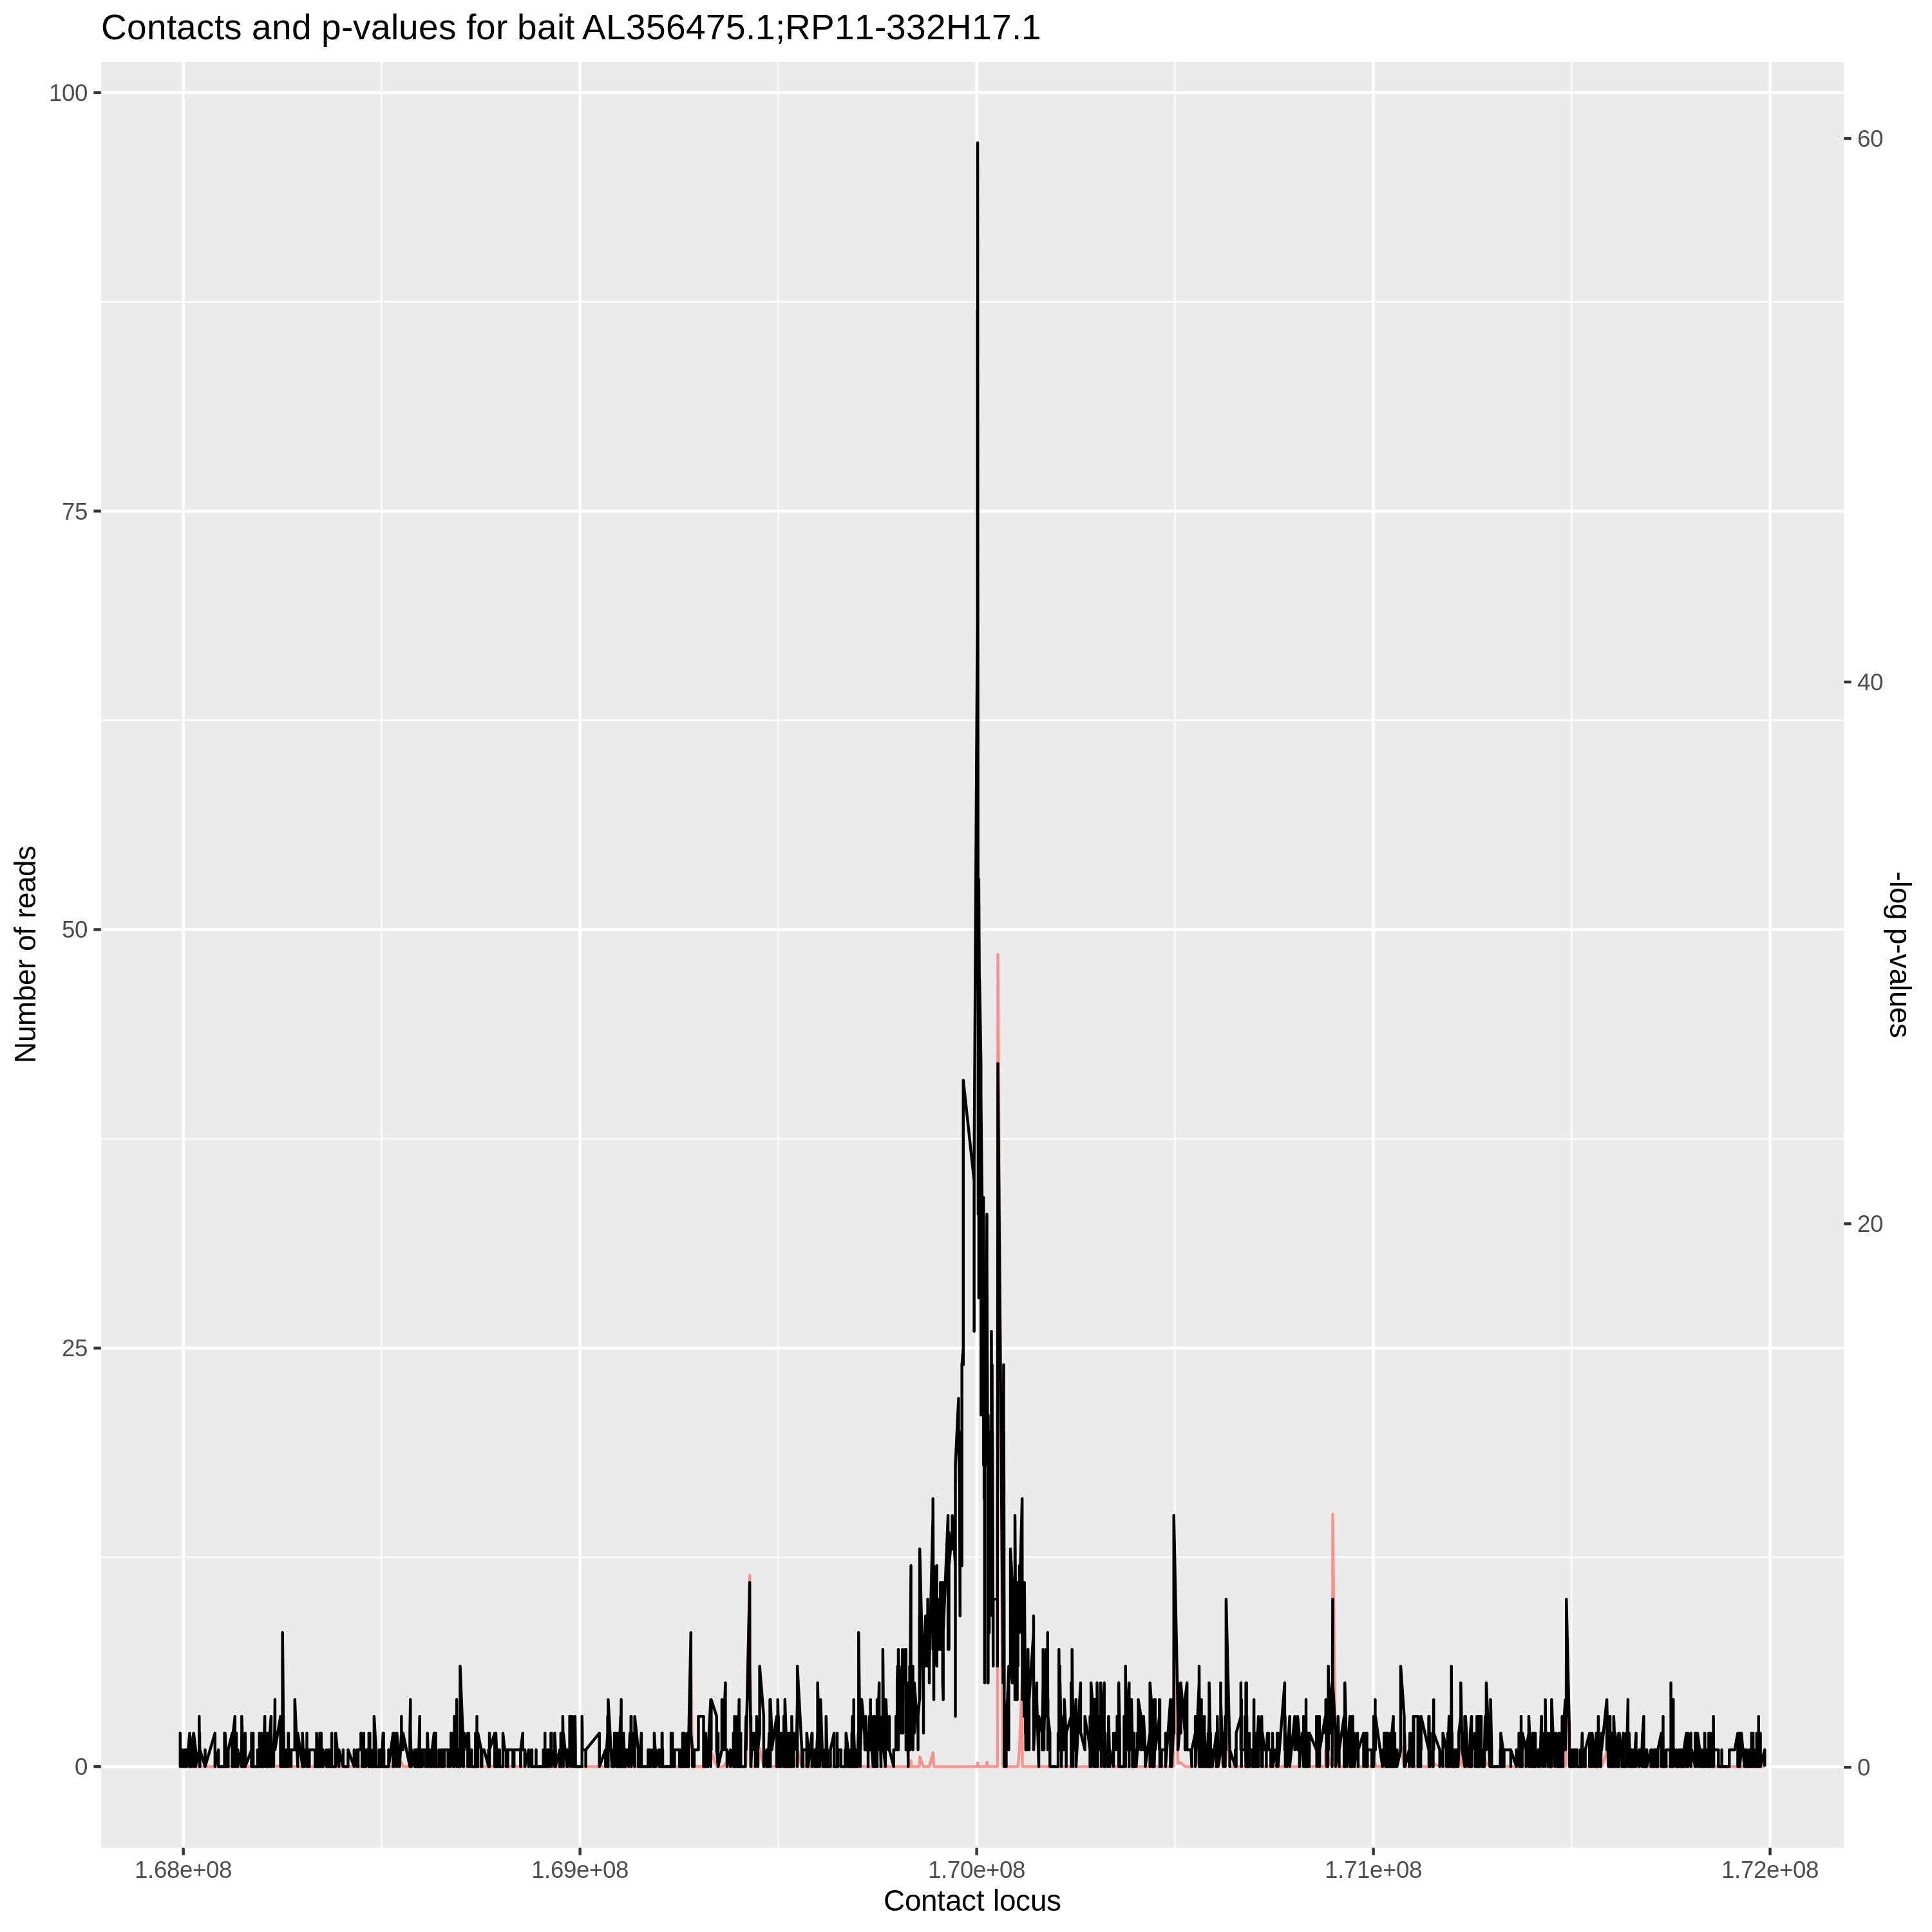 Contacts and p-values for bait AL356475.1;RP11-332H17.1
100
75
50
25
0
Number of reads
60
40
20
0
-log p-values
1.68e+08
1.69e+08
1.70e+08
1.71e+08
1.72e+08
Contact locus